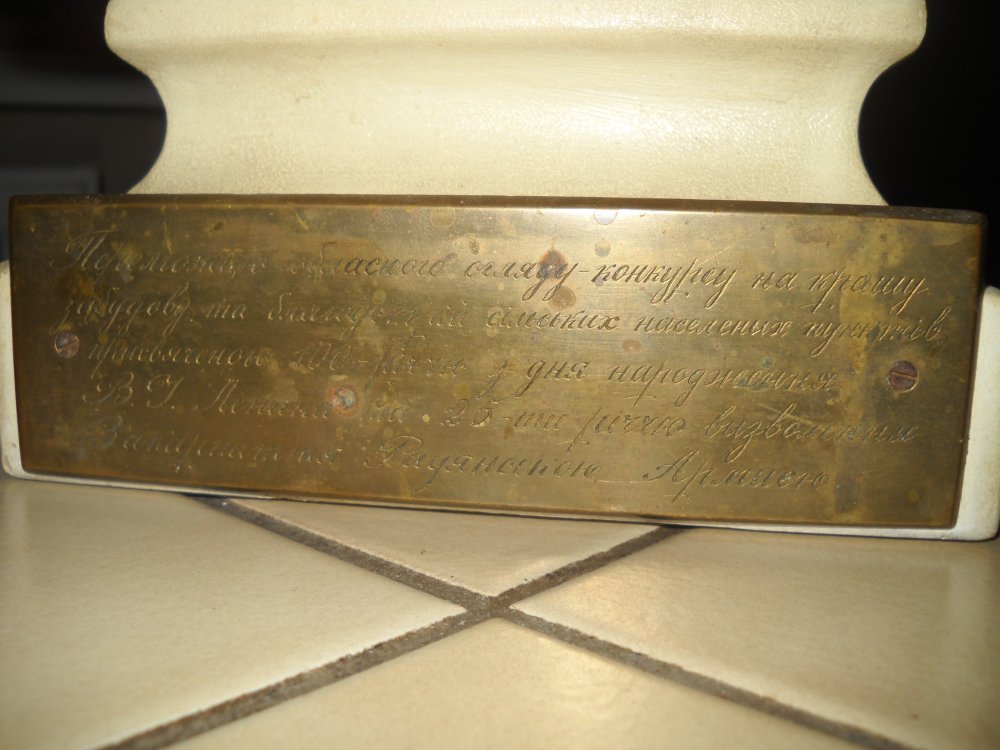 Переможцю обласного огляду-конкурсу на кращу
забудову та благоустрій сільських населених пунктів,
присвяченого 100-річчю з дня народження
В.І. Леніна та 25-ти річчю визволення
Закарпаття Радянською Армією.